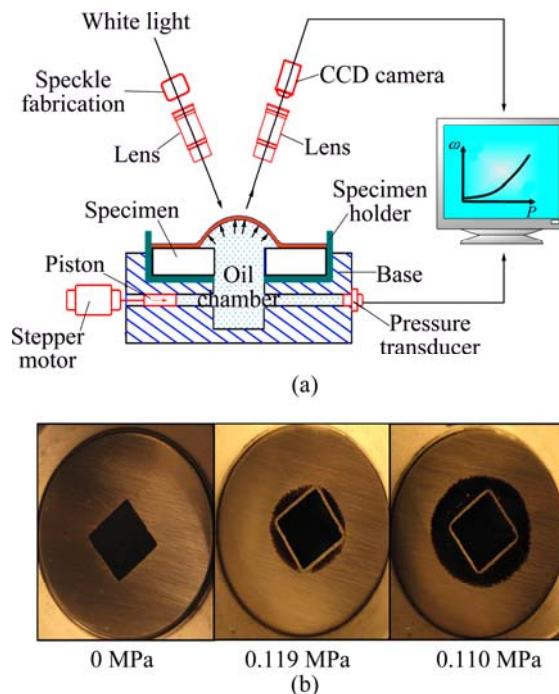 White light
Speckle
fabrication
CCD camera
Lens
Lens
ω
P
Specimen
holder
Specimen
Piston
Oil
chamber
Base
Stepper
motor
Pressure
transducer
(a)
0 MPa
0.119 MPa
0.110 MPa
(b)